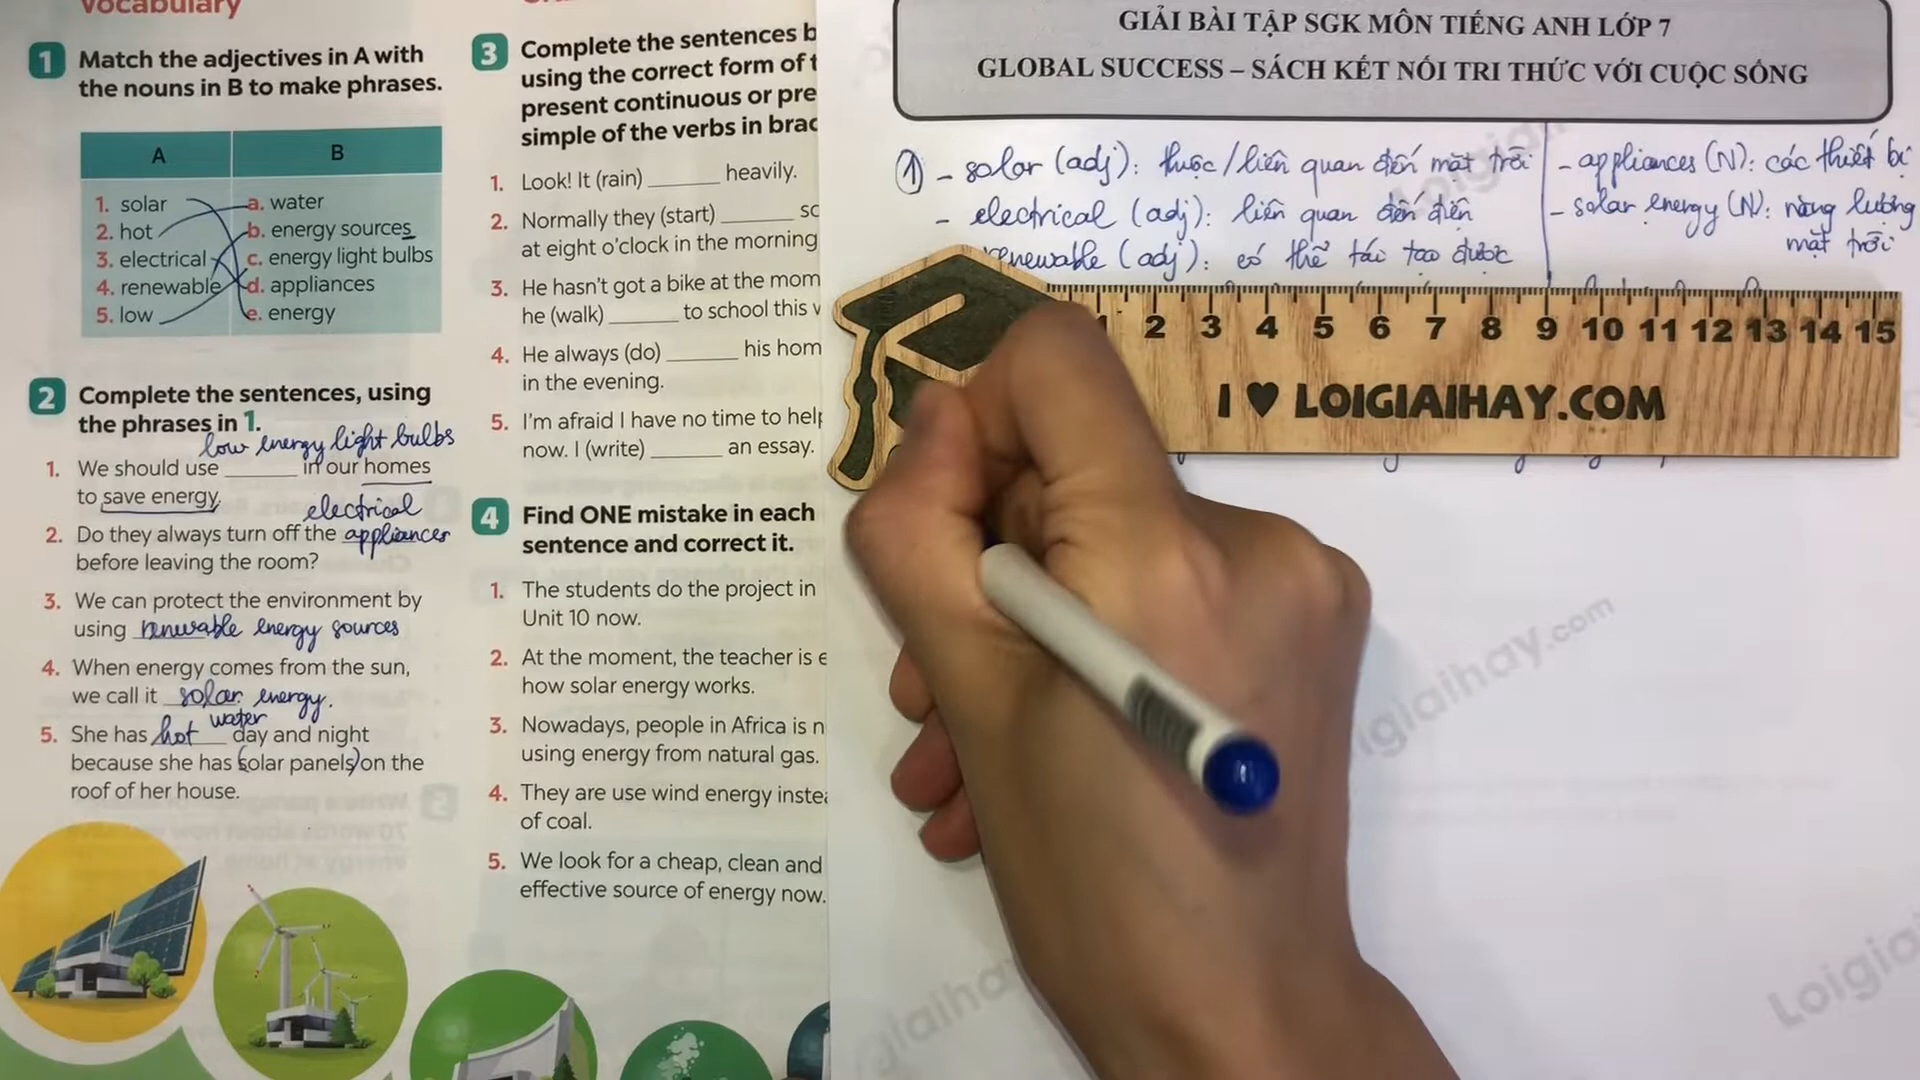 Vocabulary
1 Match the adjectives in A with
the nouns in B to make phrases.
A B
1. solar a. water
2. hot b. energy sources
3. electrical c. energy light bulbs
4. renewable d. appliances
5. low e. energy
2 Complete the sentences, using
the phrases in 1.
low energy light bulbs
1. We should use ______ in our homes
to save energy.
electrical
2. Do they always turn off the appliances
before leaving the room?
3. We can protect the environment by
using renewable energy sources
4. When energy comes from the sun,
we call it solar energy.
water
5. She has hot day and night
because she has (solar panels) on the
roof of her house.
3 Complete the sentences b
using the correct form of t
present continuous or pre
simple of the verbs in brac
1. Look! It (rain) ______ heavily.
2. Normally they (start) ______ sc
at eight o'clock in the morning
3. He hasn't got a bike at the mom
he (walk) ______ to school this w
4. He always (do) ______ his hom
in the evening.
5. I'm afraid I have no time to help
now. I (write) ______ an essay.
4 Find ONE mistake in each
sentence and correct it.
1. The students do the project in
Unit 10 now.
2. At the moment, the teacher is e
how solar energy works.
3. Nowadays, people in Africa is n
using energy from natural gas.
4. They are use wind energy instea
of coal.
5. We look for a cheap, clean and
effective source of energy now.
GIẢI BÀI TẬP SGK MÔN TIẾNG ANH LỚP 7
GLOBAL SUCCESS – SÁCH KẾT NỐI TRI THỨC VỚI CUỘC SỐNG
1 - solar (adj): thuộc/liên quan đến mặt trời
- electrical (adj): liên quan đến điện
renewable (adj): có thể tái tạo được
- appliances (N): các thiết bị
- solar energy (N): năng lượng
mặt trời
1 2 3 4 5 6 7 8 9 10 11 12 13 14 15
I ♥ LOIGIAIHAY.COM
Loigiaihay.com